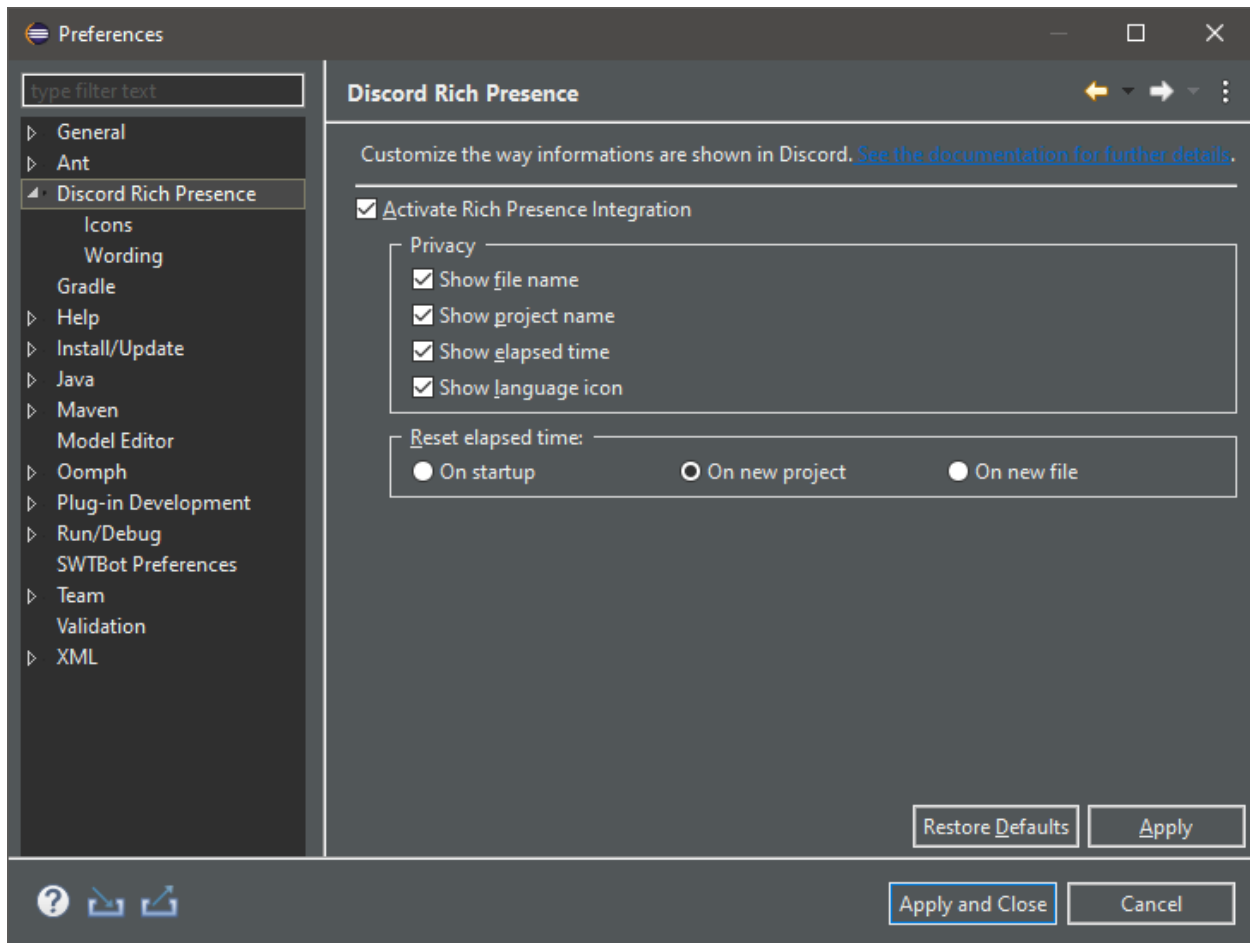 Preferences
type filter text
General
Ant
Discord Rich Presence
Icons
Wording
Gradle
Help
Install/Update
Java
Maven
Model Editor
Oomph
Plug-in Development
Run/Debug
SWTBot Preferences
Team
Validation
XML
Discord Rich Presence
Customize the way informations are shown in Discord. See the documentation for further details.
Activate Rich Presence Integration
Privacy
Show file name
Show project name
Show elapsed time
Show language icon
Reset elapsed time:
On startup On new project On new file
Restore Defaults Apply
Apply and Close Cancel